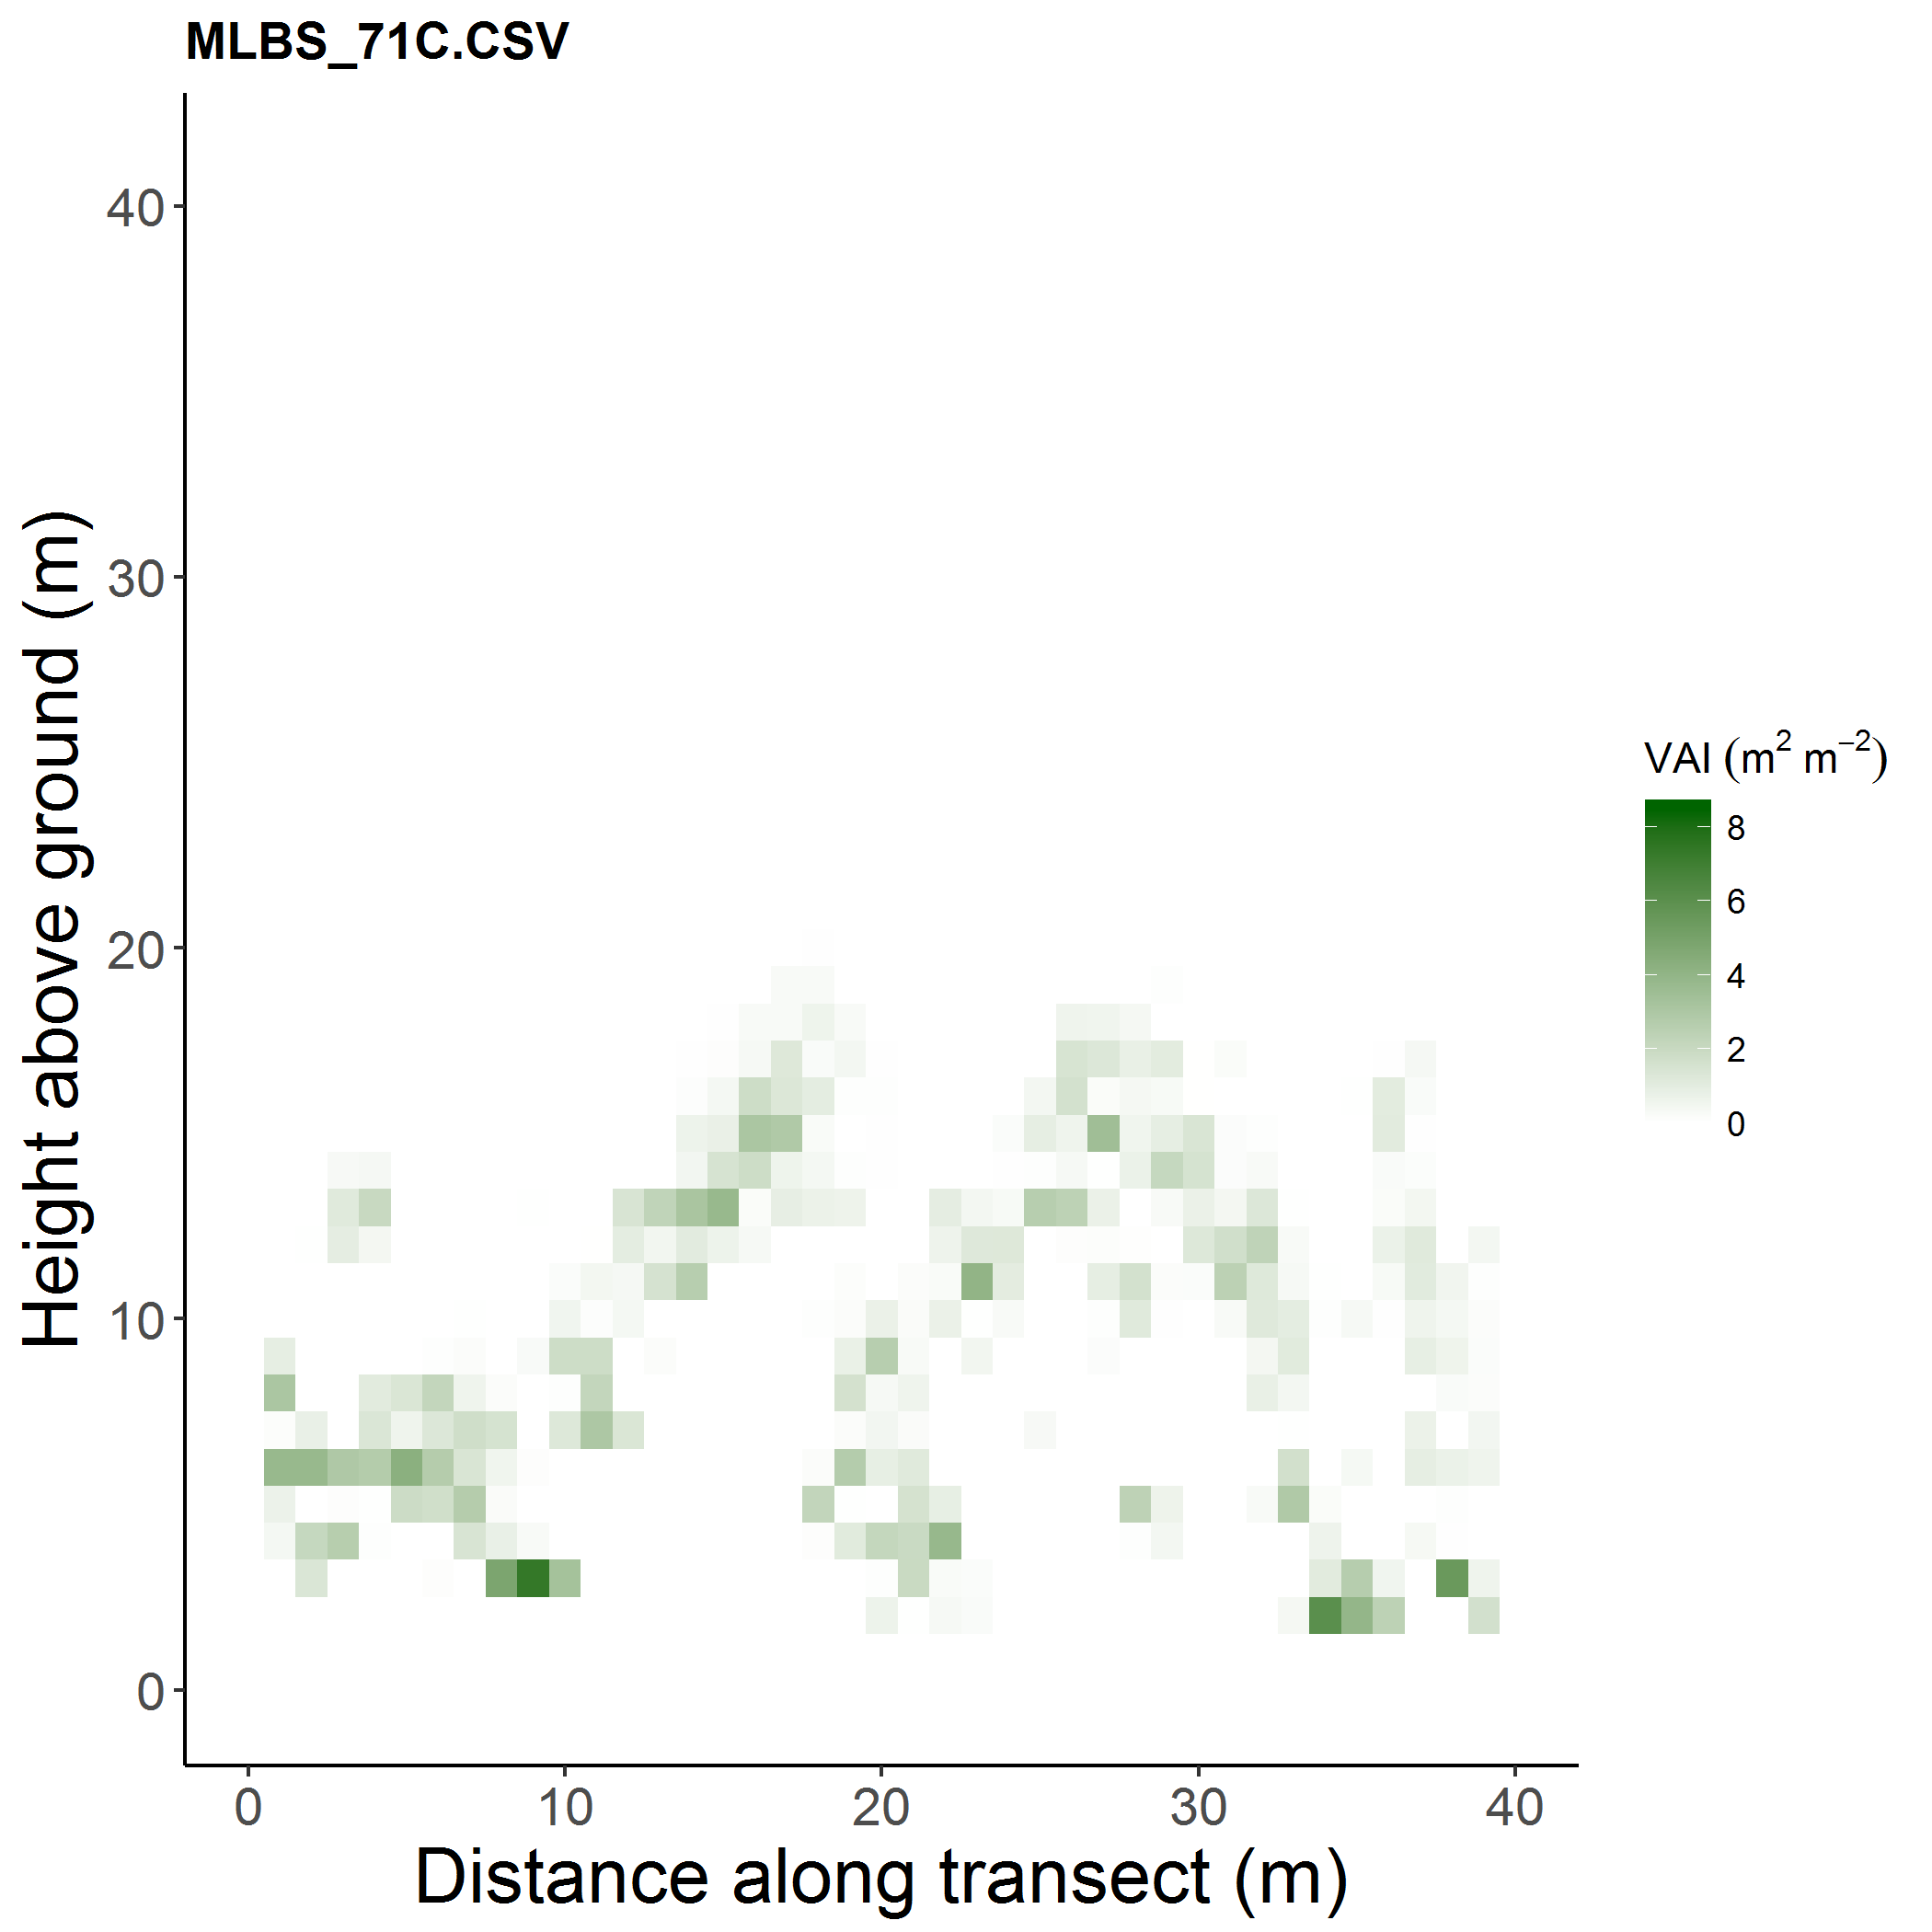 MLBS_71C.CSV
40
30
20
10
0
Height above ground (m)
0 10 20 30 40
Distance along transect (m)
VAI (m² m⁻²)
8
6
4
2
0